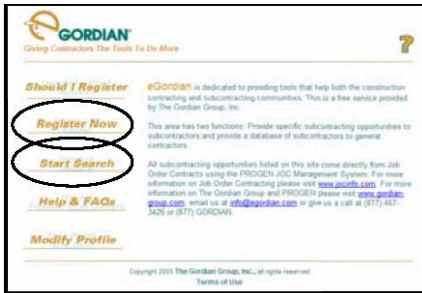 GORDIAN
Giving Contractors The Tools To Do More
?
Should I Register
Register Now
Start Search
Help & FAQs
Modify Profile
eGordian is dedicated to providing tools that help both the construction
contracting and subcontracting communities. This is a free service provided
by The Gordian Group, Inc.
This area has two functions: Provide specific subcontracting opportunities to
subcontractors and provide a database of subcontractors to general
contractors.
All subcontracting opportunities listed on this site come directly from Job
Order Contracts using the PROGEN JOC Management System. For more
information on Job Order Contracting please visit www.jocinfo.com. For more
information on The Gordian Group and PROGEN please visit www.gordian-
group.com, email us at info@egordian.com or give us a call at (877) 467-
3426 or (877) GORDIAN.
Copyright 2005 The Gordian Group, Inc., all rights reserved
Terms of Use